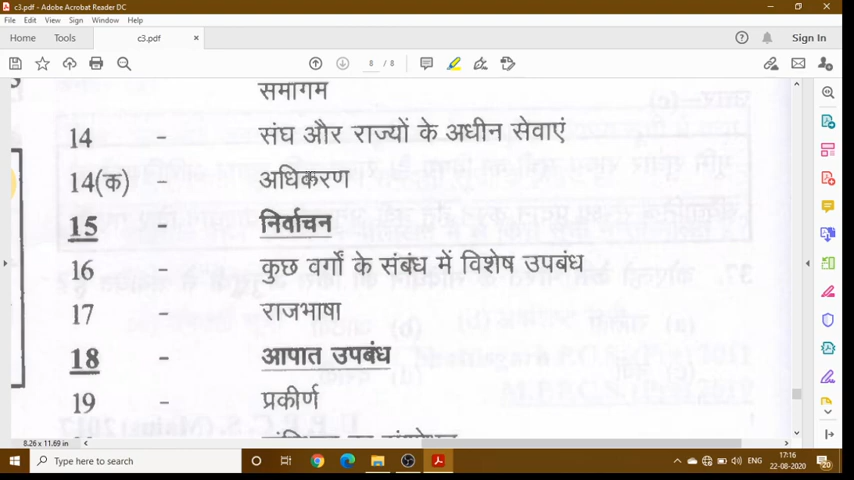 c3.pdf - Adobe Acrobat Reader DC
File Edit View Sign Window Help
Home Tools c3.pdf × Sign In
8 / 8
समागम
14 - संघ और राज्यों के अधीन सेवाएं
14(क) - अधिकरण
15 - निर्वाचन
16 - कुछ वर्गों के संबंध में विशेष उपबंध
17 - राजभाषा
18 - आपात उपबंध
19 - प्रकीर्ण
8.26 x 11.69 in
Type here to search
ENG 17:16
22-08-2020 20